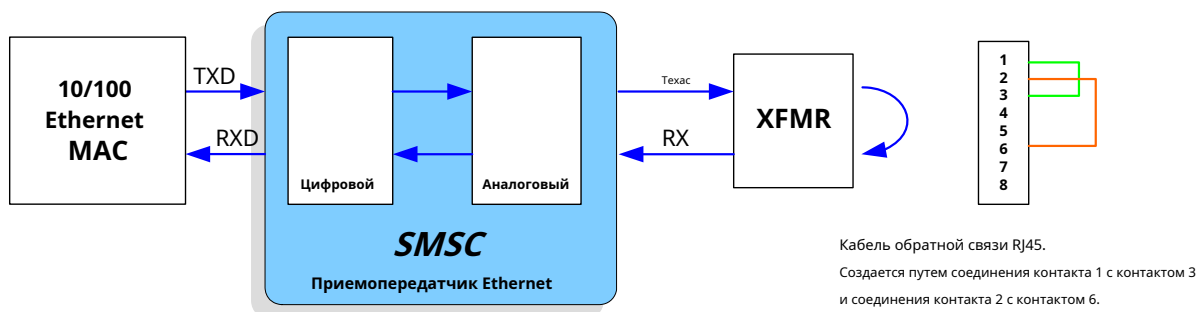 10/100
Ethernet
MAC
TXD
RXD
Цифровой
Аналоговый
SMSC
Приемопередатчик Ethernet
Техас
RX
XFMR
1
2
3
4
5
6
7
8
Кабель обратной связи RJ45.
Создается путем соединения контакта 1 с контактом 3
и соединения контакта 2 с контактом 6.